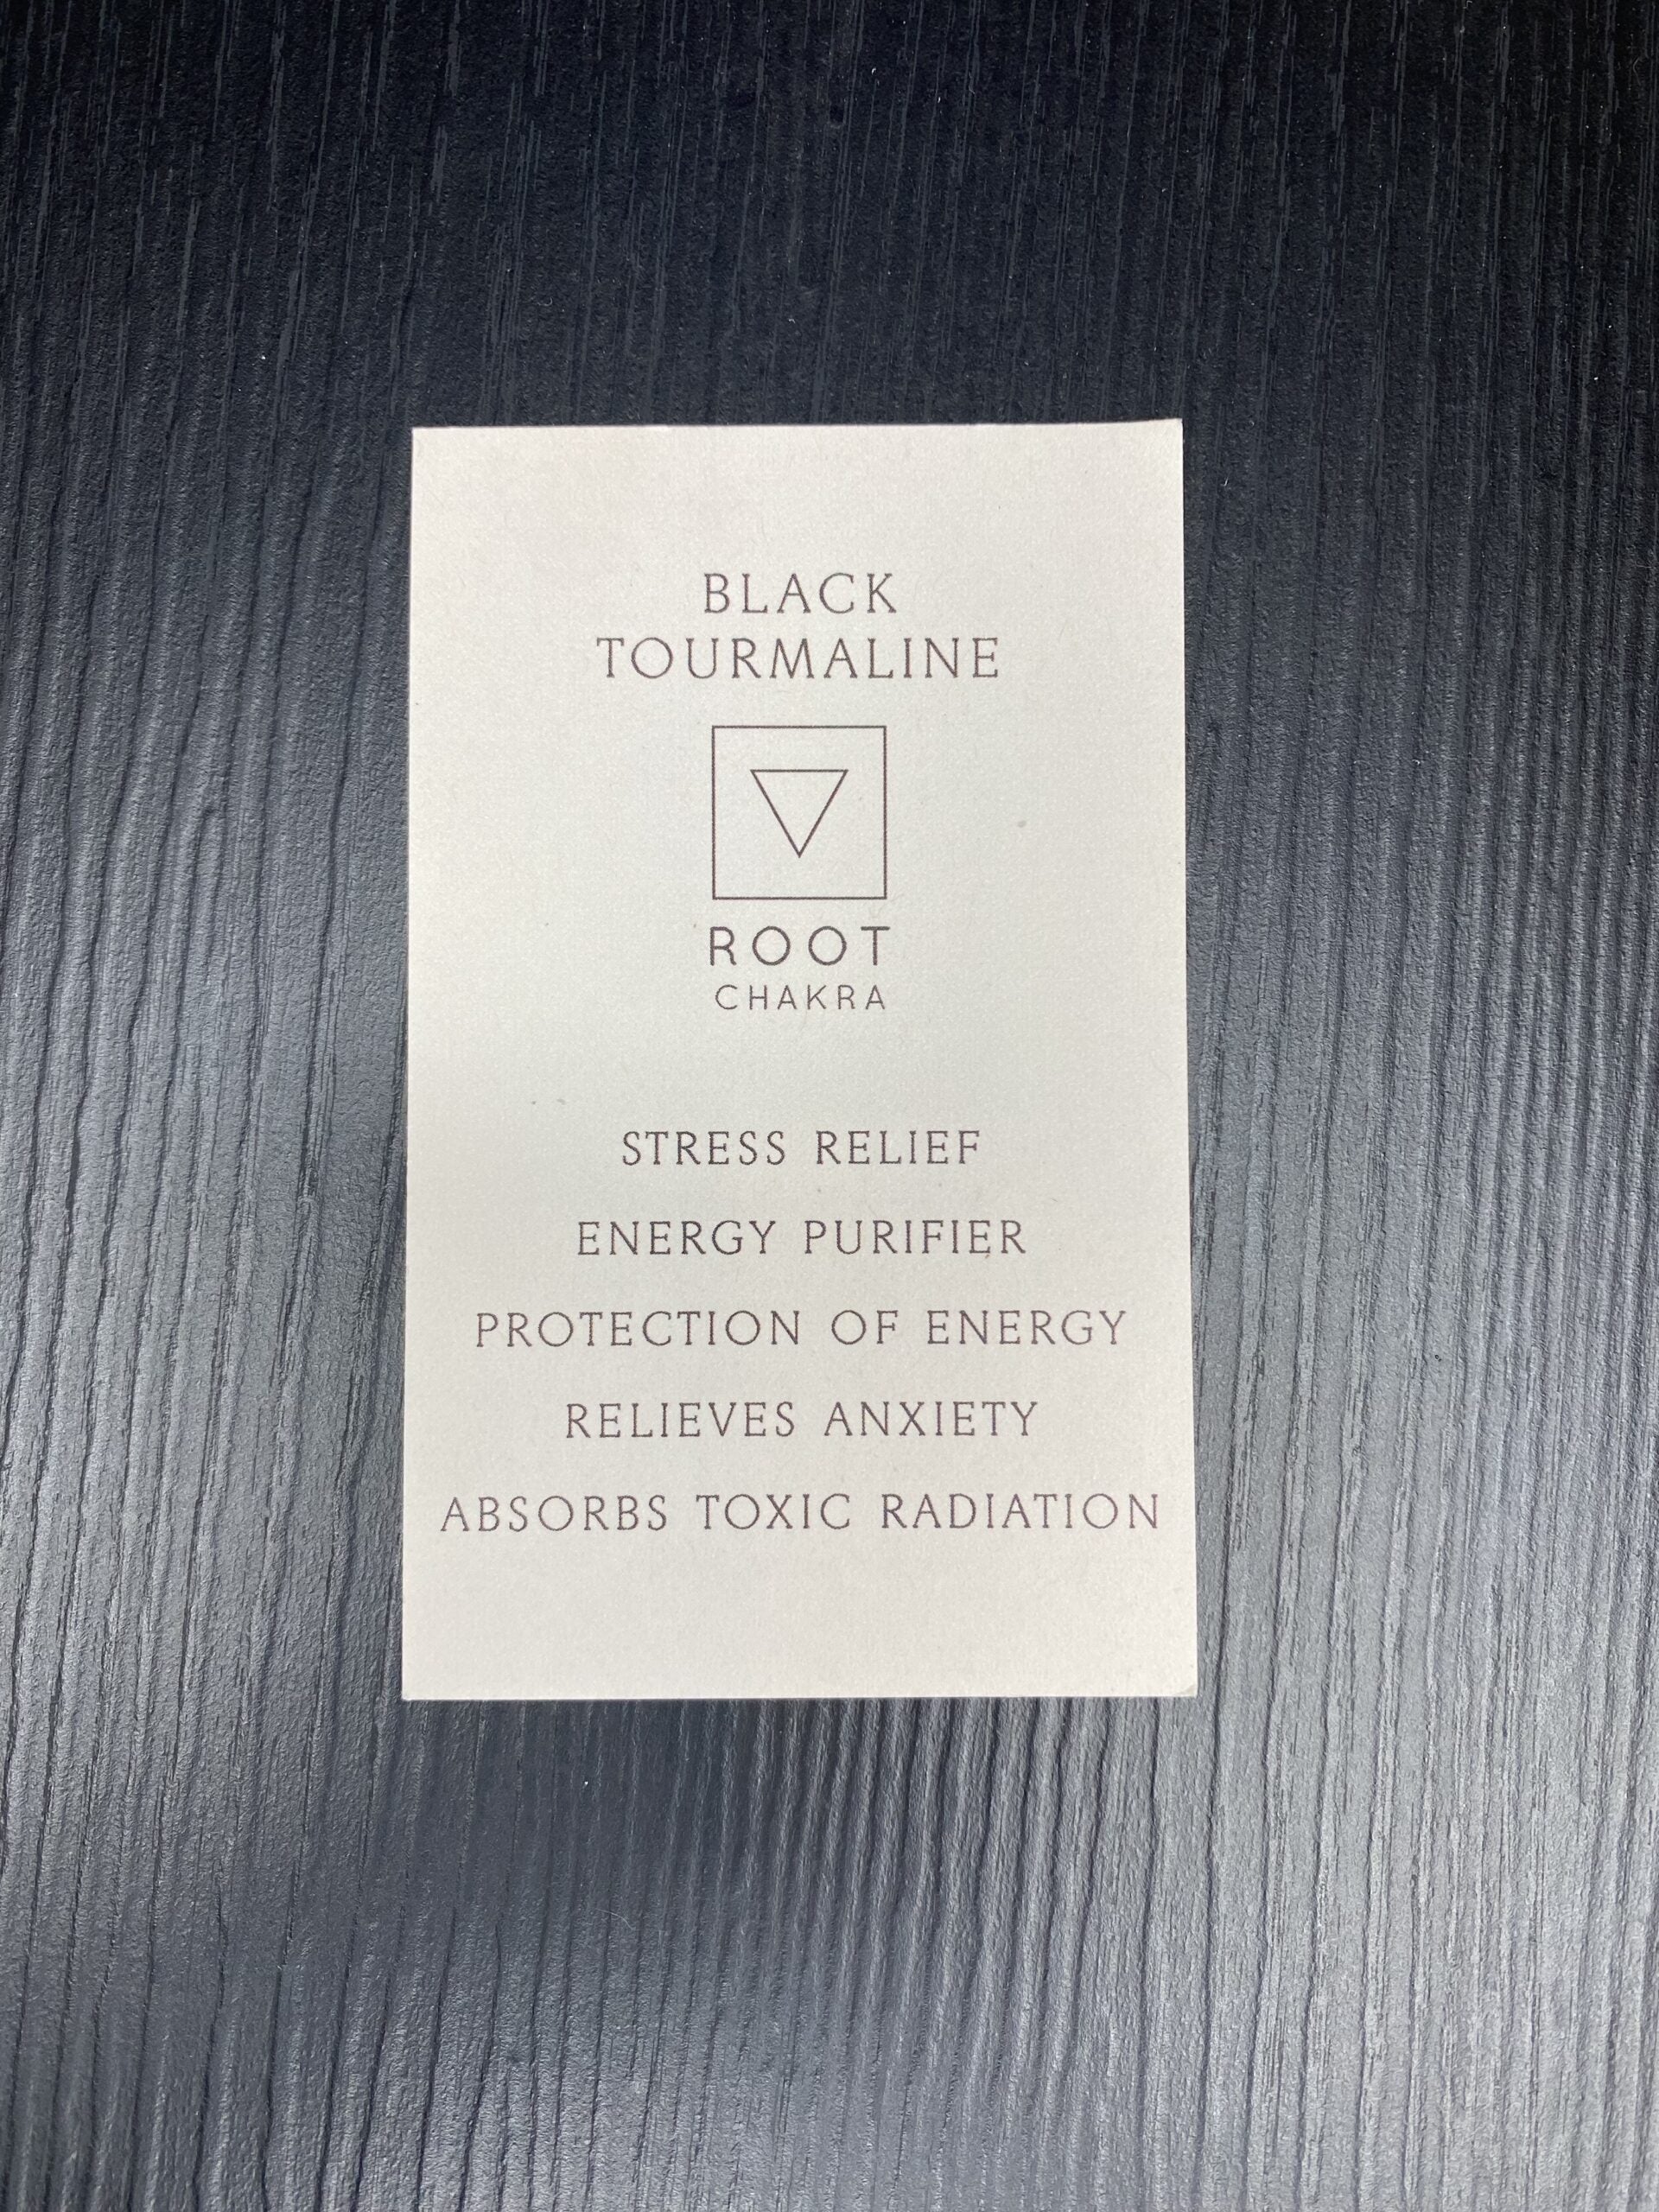 BLACK
TOURMALINE
ROOT
CHAKRA
STRESS RELIEF
ENERGY PURIFIER
PROTECTION OF ENERGY
RELIEVES ANXIETY
ABSORBS TOXIC RADIATION